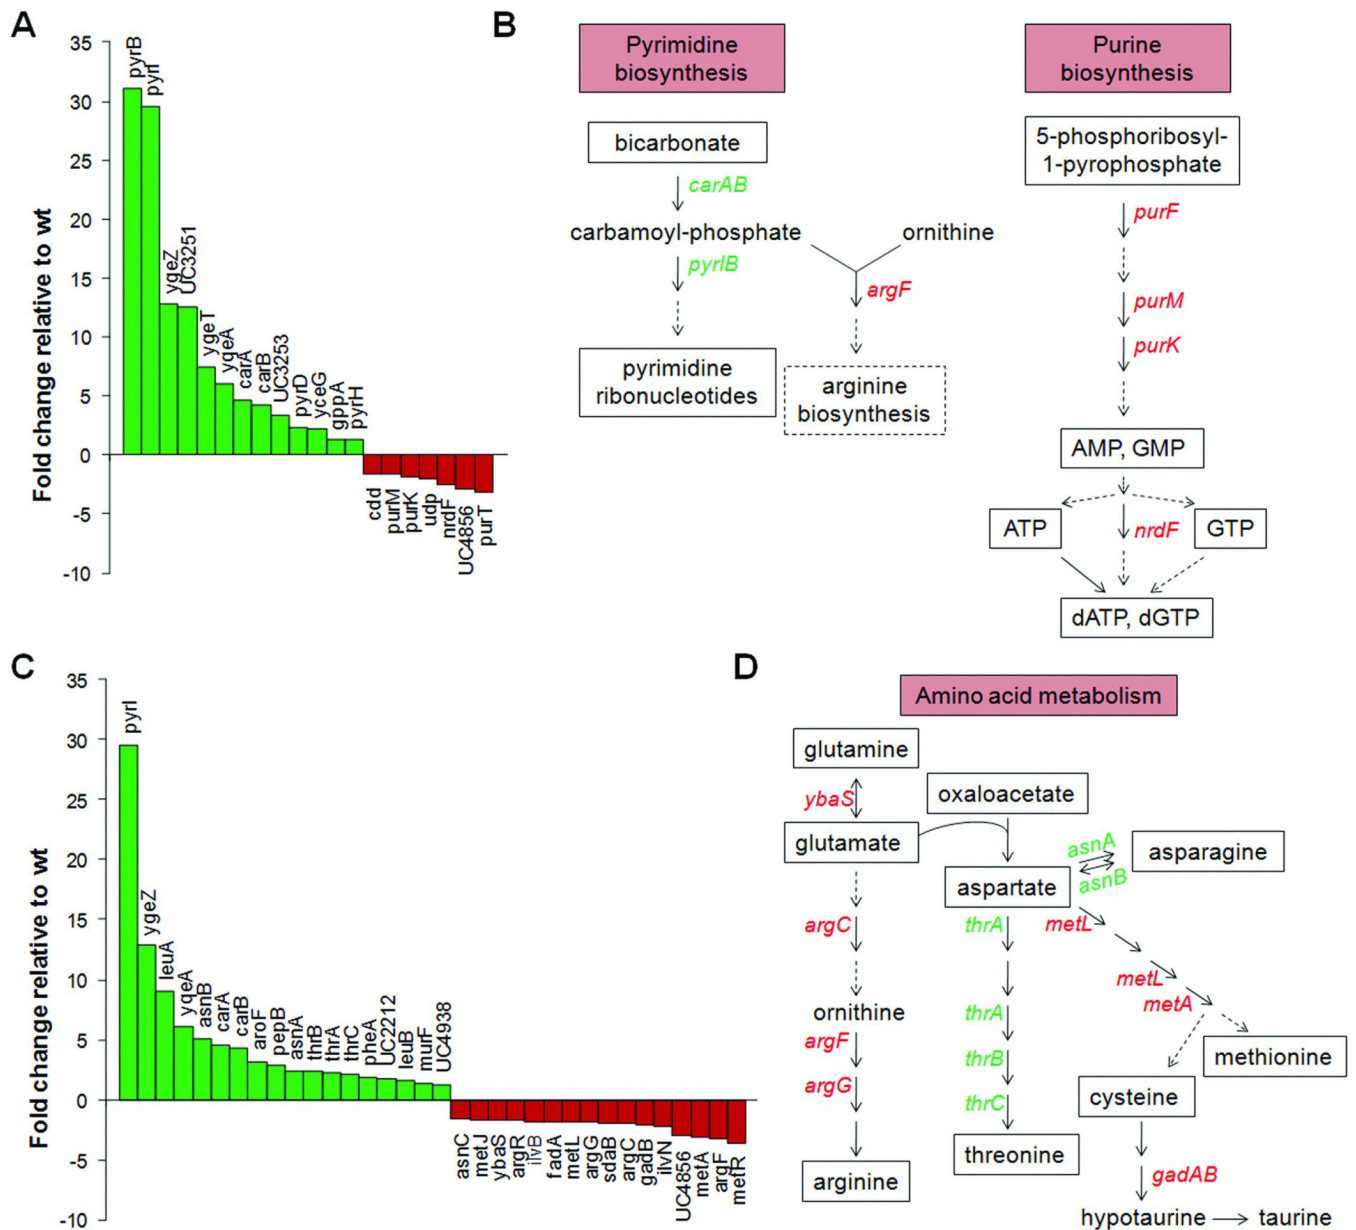 A
Fold change relative to wt
35
30
25
20
15
10
5
0
-5
-10
pyrB
pyrI
ygeZ
UC3251
ygeT
yqeA
carA
carB
UC3253
pyrD
yceG
gppA
pyrH
cdd
purM
purK
udp
nrdF
UC4856
purT
B
Pyrimidine
biosynthesis
bicarbonate
carAB
carbamoyl-phosphate
ornithine
pyrIB
argF
pyrimidine
ribonucleotides
arginine
biosynthesis
Purine
biosynthesis
5-phosphoribosyl-
1-pyrophosphate
purF
purM
purK
AMP, GMP
ATP
nrdF
GTP
dATP, dGTP
C
Fold change relative to wt
35
30
25
20
15
10
5
0
-5
-10
pyrI
ygeZ
leuA
yqeA
asnB
carA
carB
aroF
pepB
asnA
thrB
thrA
thrC
pheA
UC2212
leuB
murF
UC4938
asnC
metJ
ybaS
argR
ilvB
fadA
metL
argG
sdaB
argC
gadB
ilvN
UC4856
metA
argF
metR
D
Amino acid metabolism
glutamine
ybaS
oxaloacetate
glutamate
asnA
asparagine
aspartate
asnB
argC
thrA
metL
metL
metA
ornithine
thrA
argF
thrB
methionine
argG
thrC
cysteine
arginine
threonine
gadAB
hypotaurine
taurine